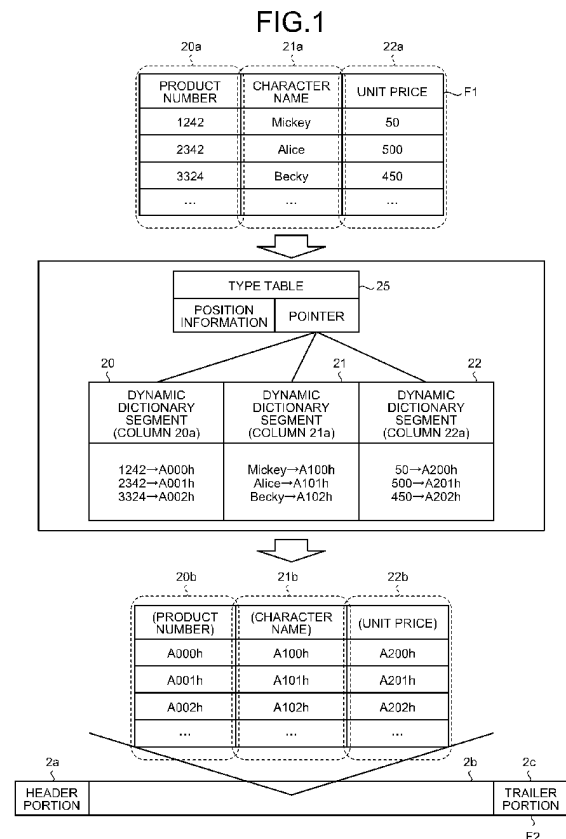 FIG.1
20a 21a 22a
PRODUCT NUMBER CHARACTER NAME UNIT PRICE F1
1242 Mickey 50
2342 Alice 500
3324 Becky 450
... ... ...
TYPE TABLE 25
POSITION INFORMATION POINTER
20 21 22
DYNAMIC DICTIONARY SEGMENT (COLUMN 20a) DYNAMIC DICTIONARY SEGMENT (COLUMN 21a) DYNAMIC DICTIONARY SEGMENT (COLUMN 22a)
1242→A000h Mickey→A100h 50→A200h
2342→A001h Alice→A101h 500→A201h
3324→A002h Becky→A102h 450→A202h
20b 21b 22b
(PRODUCT NUMBER) (CHARACTER NAME) (UNIT PRICE)
A000h A100h A200h
A001h A101h A201h
A002h A102h A202h
... ... ...
2a 2b 2c
HEADER PORTION TRAILER PORTION
F2